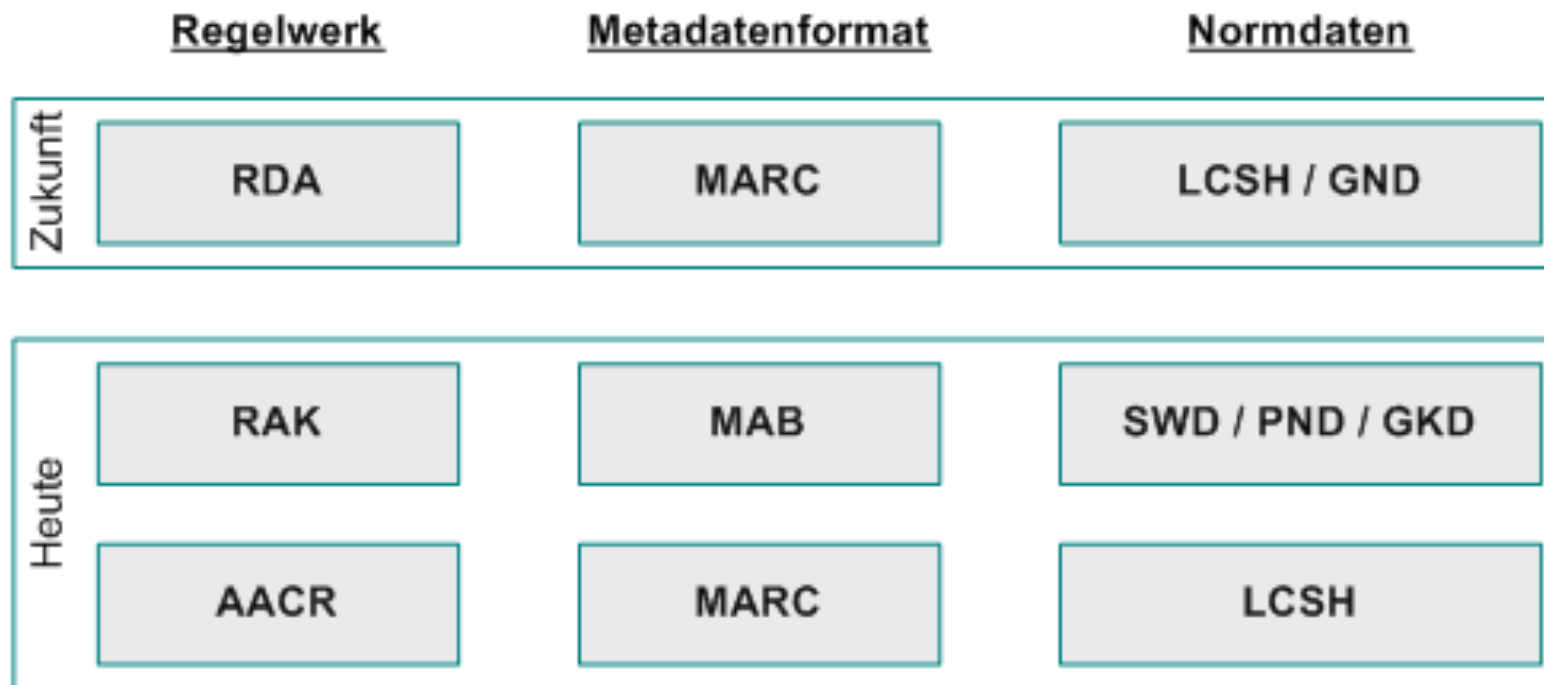 Regelwerk Metadatenformat Normdaten
Zukunft
RDA MARC LCSH / GND
Heute
RAK MAB SWD / PND / GKD
AACR MARC LCSH